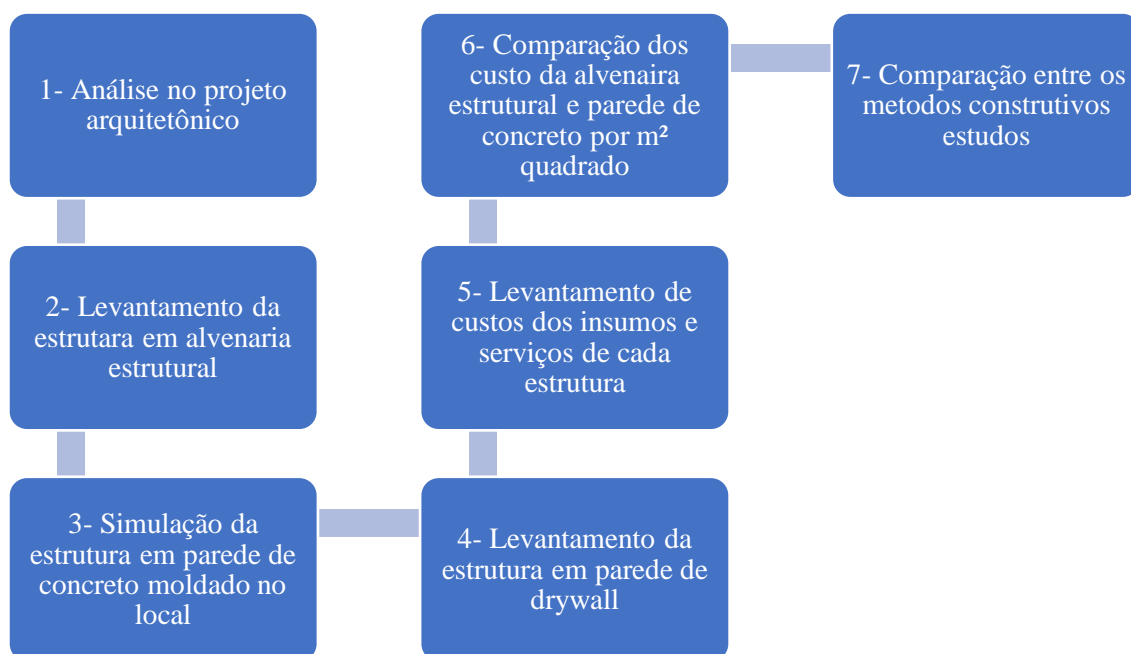 1- Análise no projeto
arquitetônico
2- Levantamento da
estrutara em alvenaria
estrutural
3- Simulação da
estrutura em parede de
concreto moldado no
local
4- Levantamento da
estrutura em parede de
drywall
5- Levantamento de
custos dos insumos e
serviços de cada
estrutura
6- Comparação dos
custo da alvenaira
estrutural e parede de
concreto por m²
quadrado
7- Comparação entre os
metodos construtivos
estudos